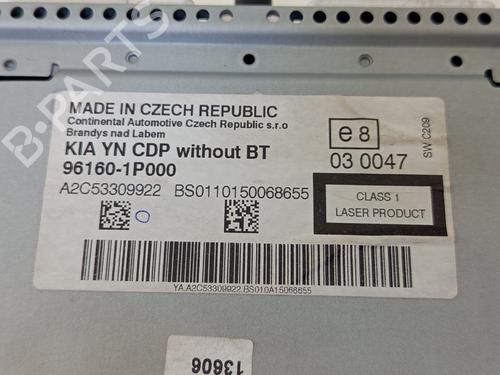 B-PARTS
MADE IN CZECH REPUBLIC
Continental Automotive Czech Republic s.r.o
Brandys nad Labem
KIA YN CDP without BT
96160-1P000
A2C53309922 BS0110150068655
e8
03 0047
SW C209
CLASS 1
LASER PRODUCT
YA.A2C53309922.BS010A15068655
13606